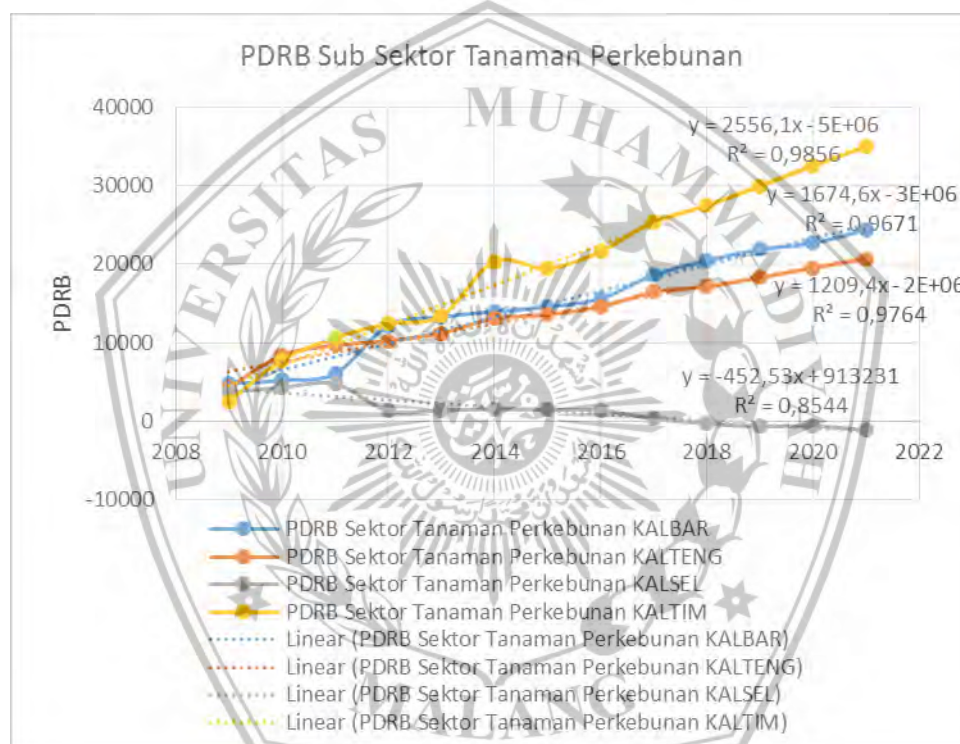 PDRB Sub Sektor Tanaman Perkebunan
UNIVERSITAS MUHAMMADIYAH
MALANG
PDRB
40000
30000
20000
10000
0
-10000
2008
2010
2012
2014
2016
2018
2020
2022
y = 2556,1x - 5E+06
R² = 0,9856
y = 1674,6x - 3E+06
R² = 0,9671
y = 1209,4x - 2E+06
R² = 0,9764
y = -452,53x + 913231
R² = 0,8544
PDRB Sektor Tanaman Perkebunan KALBAR
PDRB Sektor Tanaman Perkebunan KALTENG
PDRB Sektor Tanaman Perkebunan KALSEL
PDRB Sektor Tanaman Perkebunan KALTIM
Linear (PDRB Sektor Tanaman Perkebunan KALBAR)
Linear (PDRB Sektor Tanaman Perkebunan KALTENG)
Linear (PDRB Sektor Tanaman Perkebunan KALSEL)
Linear (PDRB Sektor Tanaman Perkebunan KALTIM)